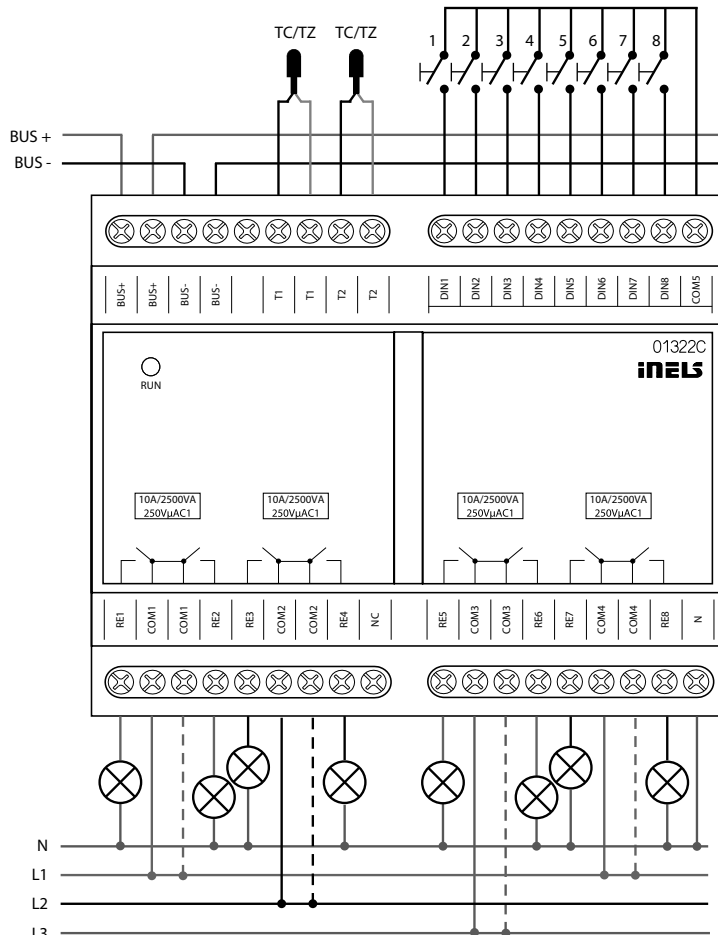 TC/TZ TC/TZ
1 2 3 4 5 6 7 8
BUS +
BUS -
BUS+ BUS+ BUS- BUS- T1 T1 T2 T2 DIN1 DIN2 DIN3 DIN4 DIN5 DIN6 DIN7 DIN8 COM5
01322C
iNELS
RUN
10A/2500VA 10A/2500VA 10A/2500VA 10A/2500VA
250VµAC1 250VµAC1 250VµAC1 250VµAC1
RE1 COM1 COM1 RE2 RE3 COM2 COM2 RE4 NC RE5 COM3 COM3 RE6 RE7 COM4 COM4 RE8 N
N
L1
L2
L3